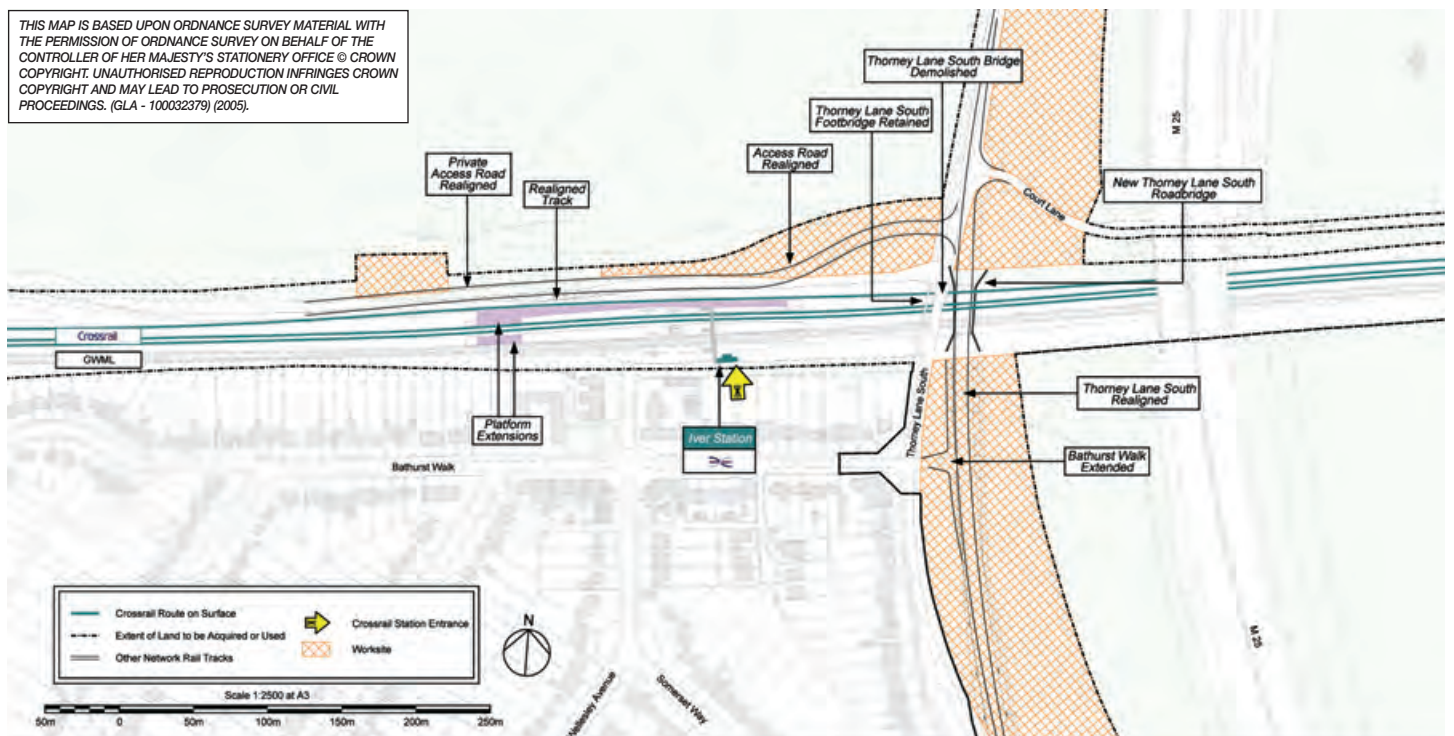 THIS MAP IS BASED UPON ORDNANCE SURVEY MATERIAL WITH
THE PERMISSION OF ORDNANCE SURVEY ON BEHALF OF THE
CONTROLLER OF HER MAJESTY'S STATIONERY OFFICE © CROWN
COPYRIGHT. UNAUTHORISED REPRODUCTION INFRINGES CROWN
COPYRIGHT AND MAY LEAD TO PROSECUTION OR CIVIL
PROCEEDINGS. (GLA - 100032379) (2005).
Thorney Lane South Bridge
Demolished
Thorney Lane South
Footbridge Retained
M 25
Private
Access Road
Realigned
Realigned
Track
Access Road
Realigned
New Thorney Lane South
Roadbridge
Court Lane
Crossrail
GWML
Platform
Extensions
Iver Station
Thorney Lane South
Thorney Lane South
Realigned
Bathurst Walk
Bathurst Walk
Extended
Crossrail Route on Surface
Extent of Land to be Acquired or Used
Other Network Rail Tracks
Crossrail Station Entrance
Worksite
N
Scale 1:2500 at A3
50m 0 50m 100m 150m 200m 250m
Wellesley Avenue
Somerset Way
M 25